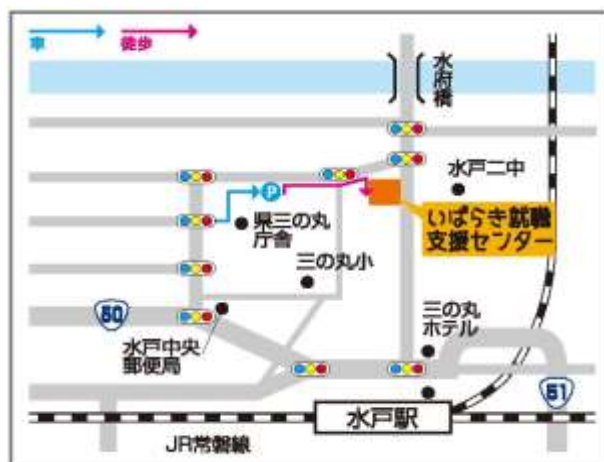 車 徒歩
水府橋
水戸二中
P
県三の丸
庁舎
いばらき就職
支援センター
三の丸小
50
三の丸
ホテル
水戸中央
郵便局
51
水戸駅
JR常磐線